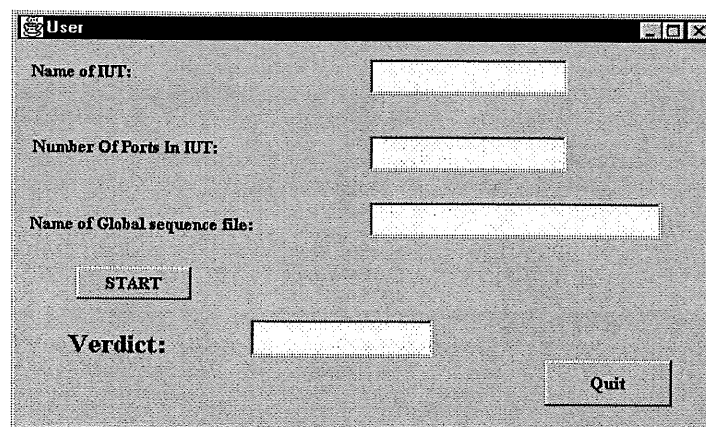 User
Name of IUT:
Number Of Ports In IUT:
Name of Global sequence file:
START
Verdict:
Quit